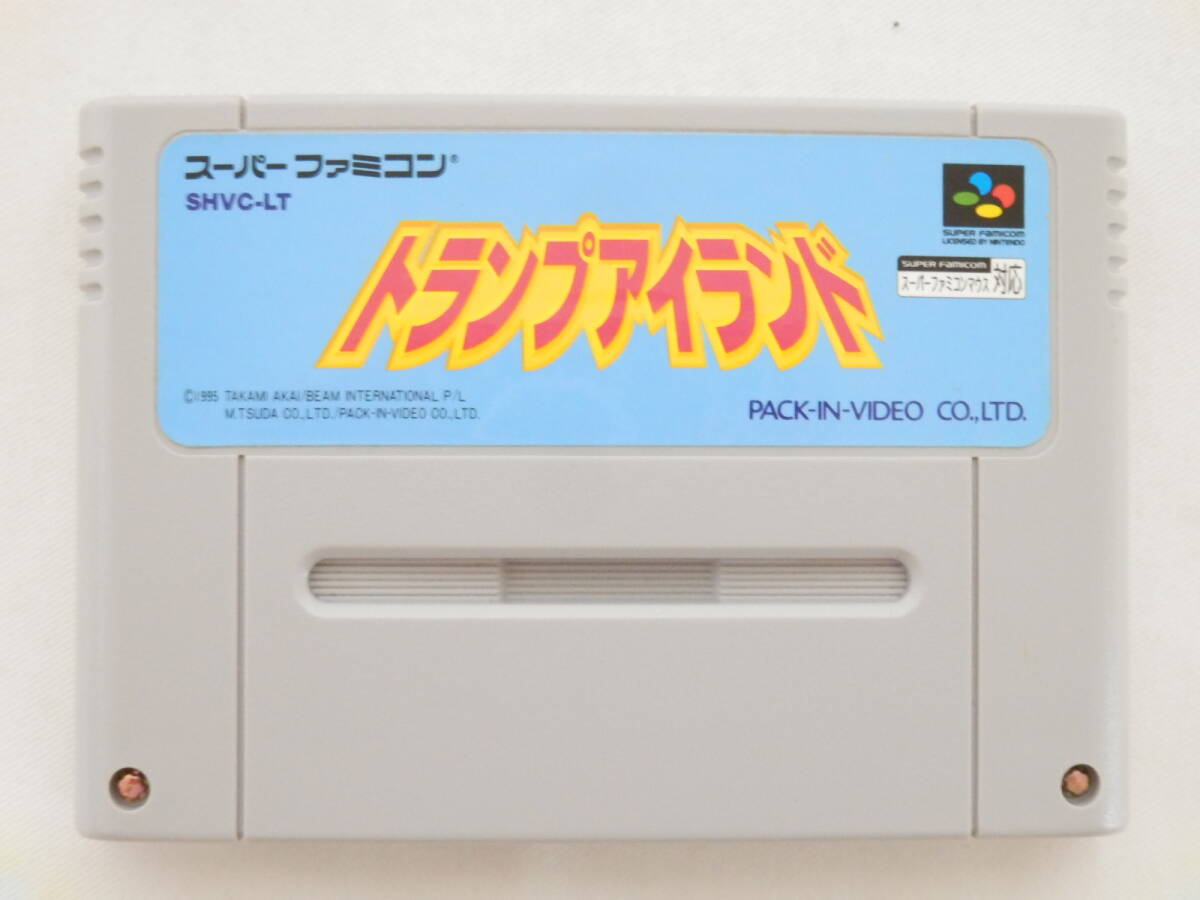 スーパーファミコン®
SHVC-LT
SUPER FAMICOM
LICENSED BY NINTENDO
SUPER FAMICOM
スーパーファミコンマウス 対応
トランプアイランド
©1995 TAKAMI AKAI/BEAM INTERNATIONAL P/L
M.TSUDA CO.,LTD./PACK-IN-VIDEO CO.,LTD.
PACK-IN-VIDEO CO.,LTD.